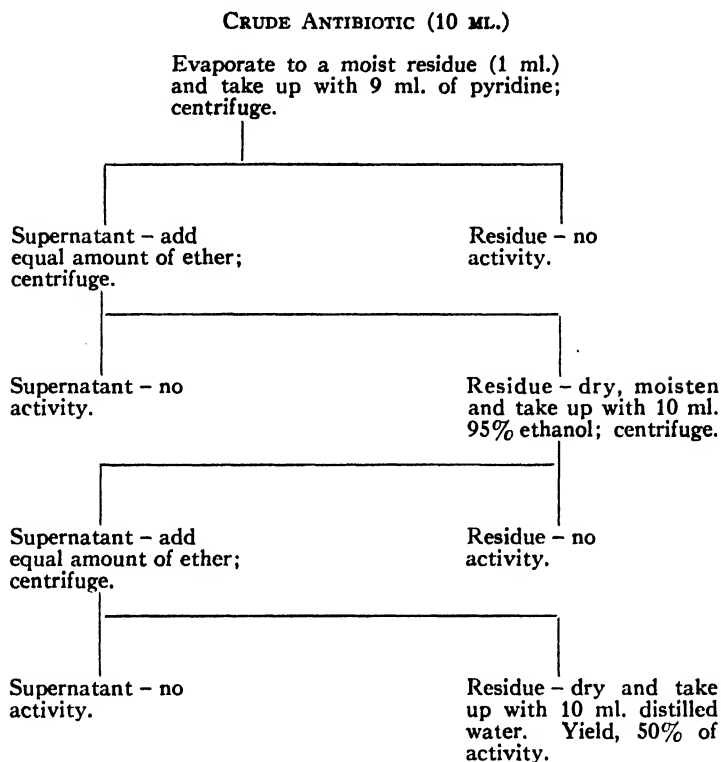 CRUDE ANTIBIOTIC (10 ML.)
Evaporate to a moist residue (1 ml.)
and take up with 9 ml. of pyridine;
centrifuge.
Supernatant – add
equal amount of ether;
centrifuge.
Residue – no
activity.
Supernatant – no
activity.
Residue – dry, moisten
and take up with 10 ml.
95% ethanol; centrifuge.
Supernatant – add
equal amount of ether;
centrifuge.
Residue – no
activity.
Supernatant – no
activity.
Residue – dry and take
up with 10 ml. distilled
water. Yield, 50% of
activity.